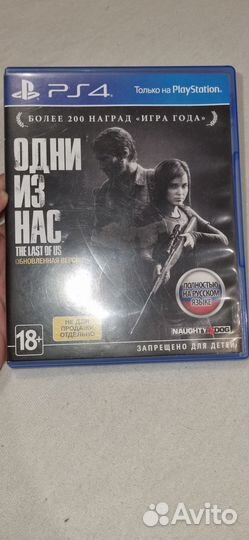 PS4
Только на PlayStation.
БОЛЕЕ 200 НАГРАД «ИГРА ГОДА»
ОДНИ
ИЗ
НАС
THE LAST OF US
ОБНОВЛЕННАЯ ВЕРСИЯ
ПОЛНОСТЬЮ
НА РУССКОМ
ЯЗЫКЕ
НЕ ДЛЯ
ПРОДАЖИ
ОТДЕЛЬНО
18+
NAUGHTY DOG
ЗАПРЕЩЕНО ДЛЯ ДЕТЕЙ
Avito